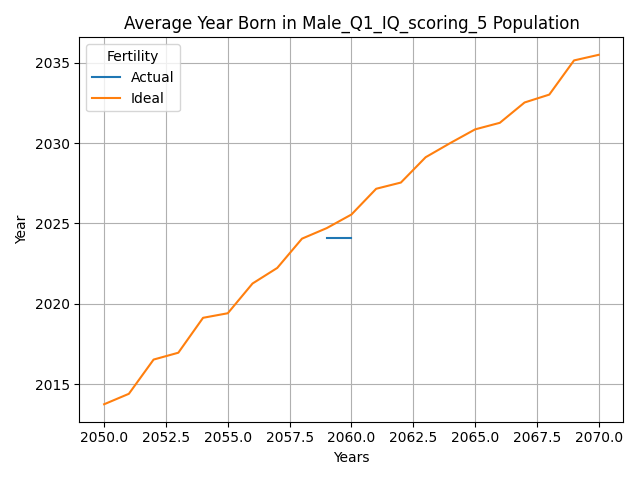 Average Year Born in Male_Q1_IQ_scoring_5 Population
Fertility
Actual
Ideal
Year
2035
2030
2025
2020
2015
2050.0 2052.5 2055.0 2057.5 2060.0 2062.5 2065.0 2067.5 2070.0
Years